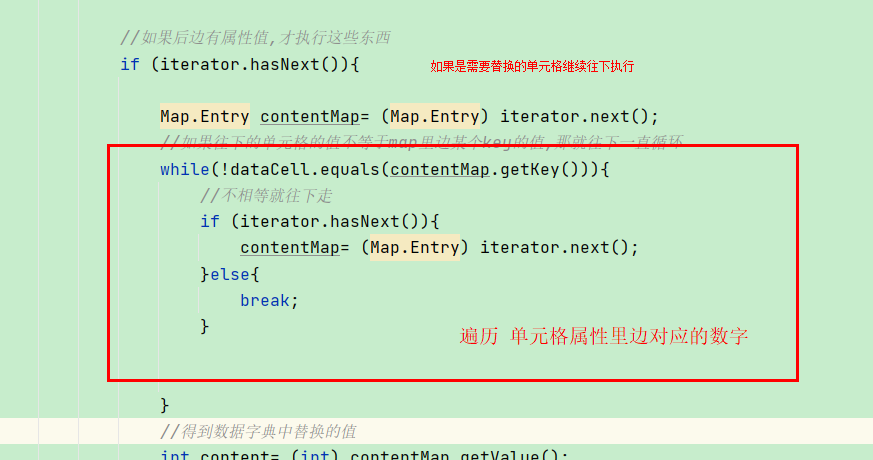 //如果后边有属性值,才执行这些东西
if (iterator.hasNext()){ 如果是需要替换的单元格继续往下执行
Map.Entry contentMap= (Map.Entry) iterator.next();
//如果往下的单元格的值不等于map里边某个key的值,那就往下一直循环
while(!dataCell.equals(contentMap.getKey())){
//不相等就往下走
if (iterator.hasNext()){
contentMap= (Map.Entry) iterator.next();
}else{
break;
}
遍历 单元格属性里边对应的数字
}
//得到数据字典中替换的值
int content= (int) contentMap.getValue();